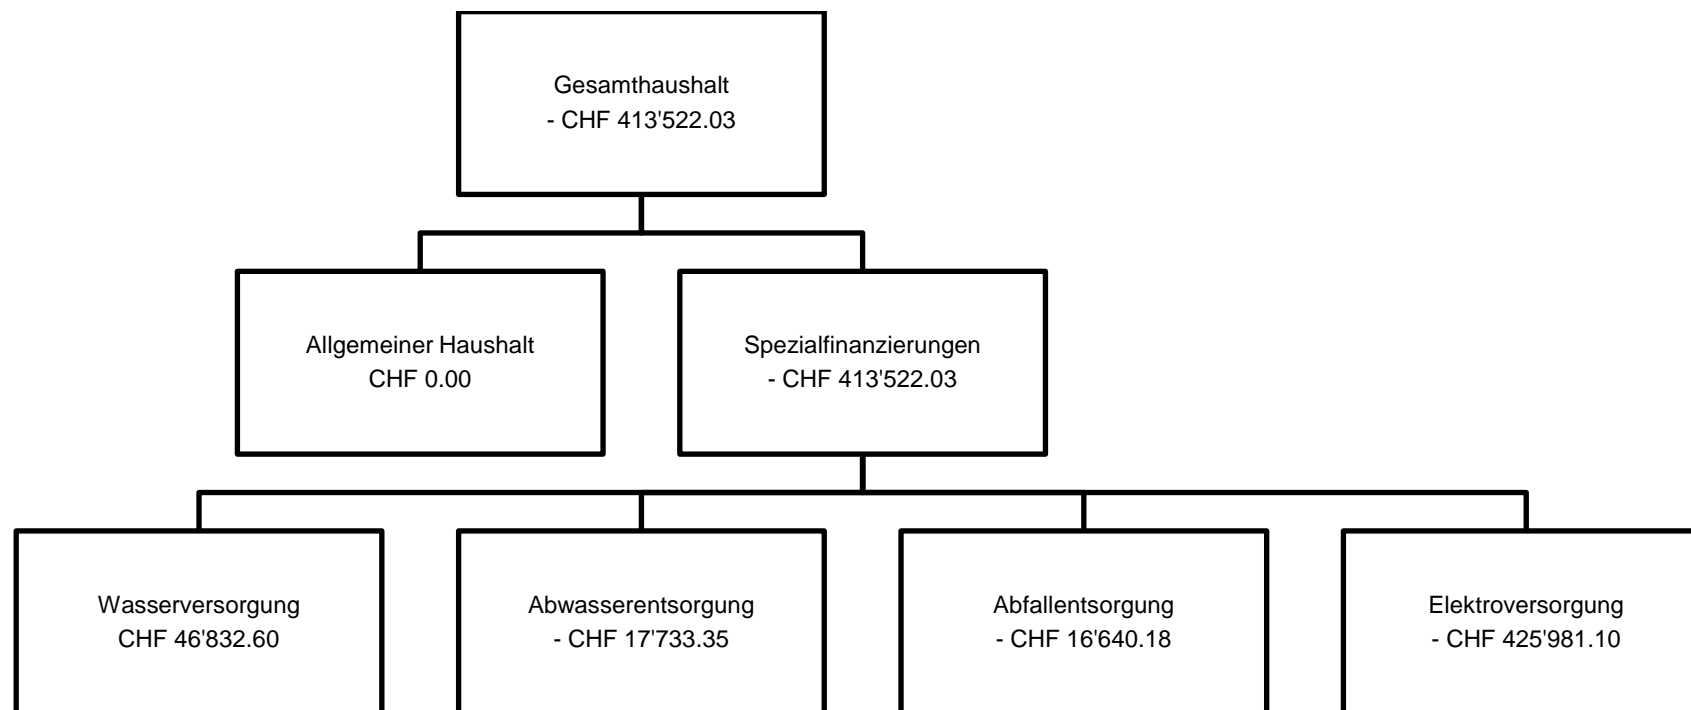 Gesamthaushalt
- CHF 413'522.03
Allgemeiner Haushalt
CHF 0.00
Spezialfinanzierungen
- CHF 413'522.03
Wasserversorgung
CHF 46'832.60
Abwasserentsorgung
- CHF 17'733.35
Abfallentsorgung
- CHF 16'640.18
Elektroversorgung
- CHF 425'981.10